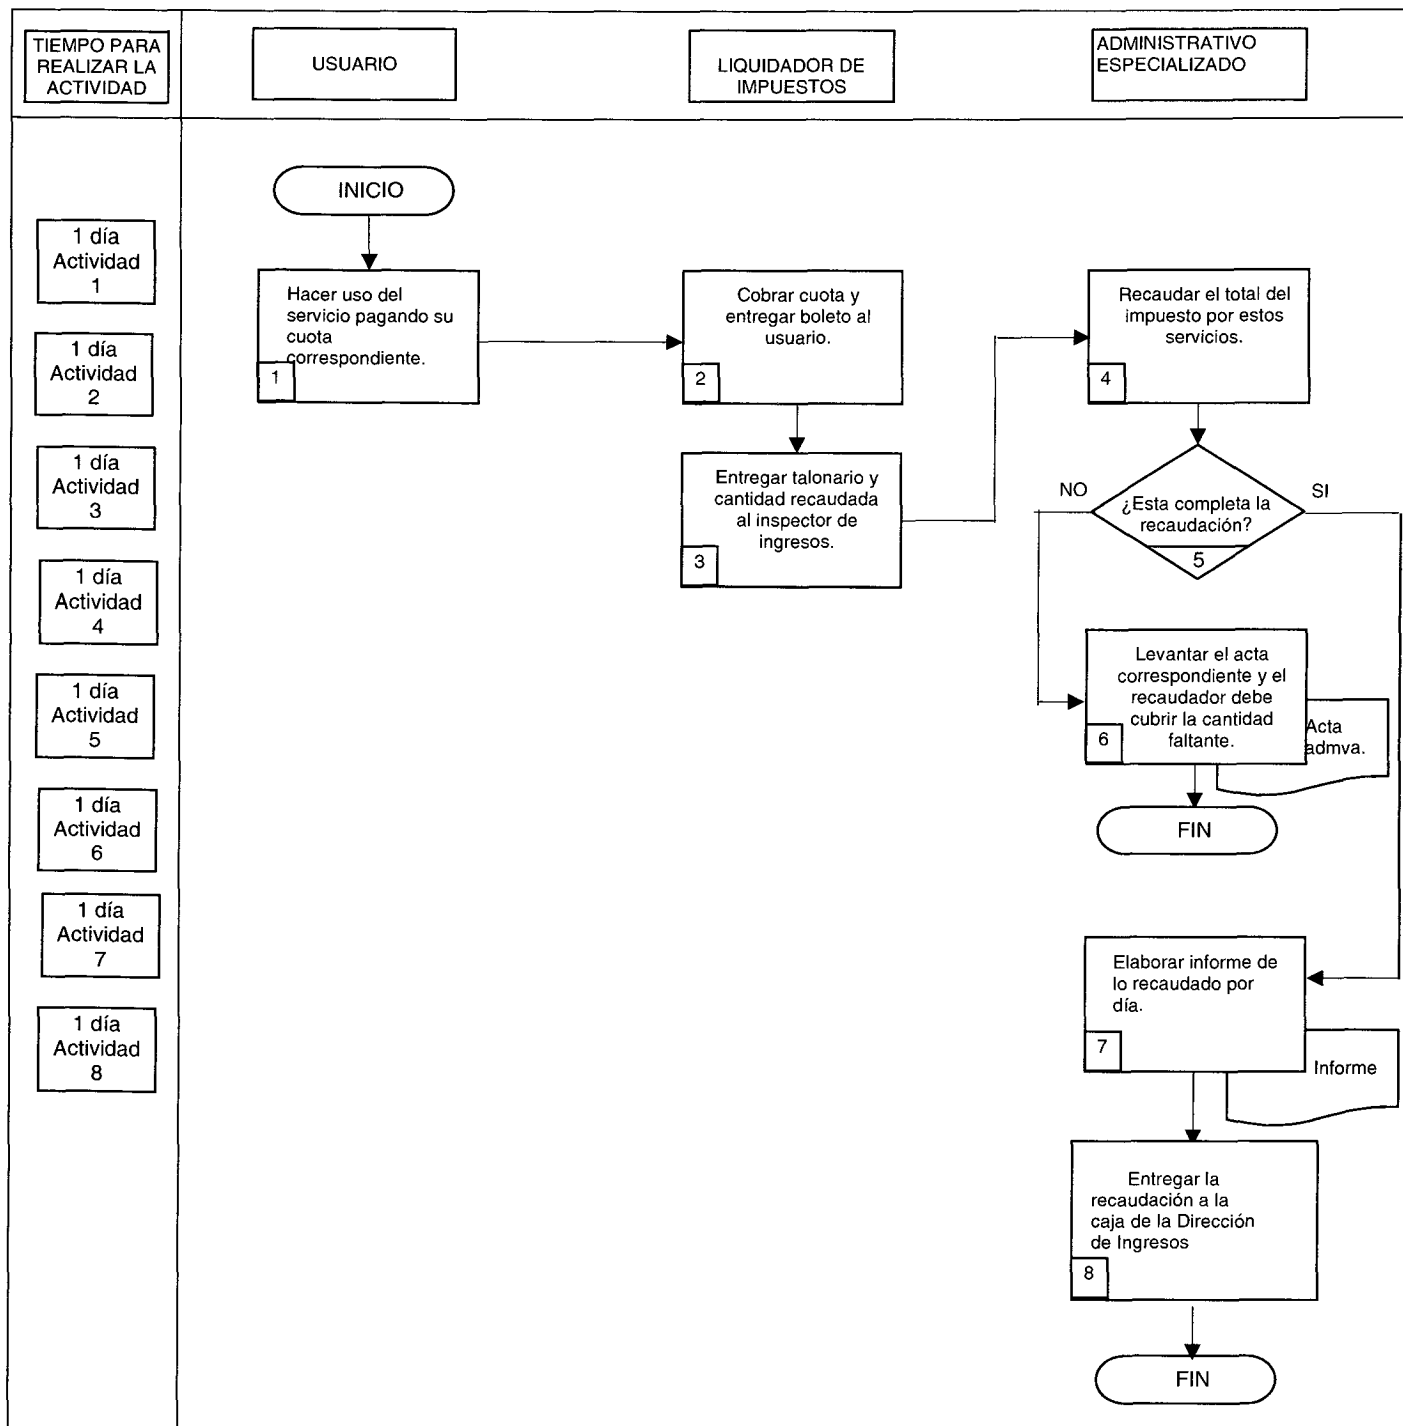 TIEMPO PARA
REALIZAR LA
ACTIVIDAD
USUARIO
LIQUIDADOR DE
IMPUESTOS
ADMINISTRATIVO
ESPECIALIZADO
1 día
Actividad
1
1 día
Actividad
2
1 día
Actividad
3
1 día
Actividad
4
1 día
Actividad
5
1 día
Actividad
6
1 día
Actividad
7
1 día
Actividad
8
INICIO
Hacer uso del
servicio pagando su
cuota
correspondiente.
1
Cobrar cuota y
entregar boleto al
usuario.
2
Entregar talonario y
cantidad recaudada
al inspector de
ingresos.
3
Recaudar el total del
impuesto por estos
servicios.
4
NO
¿Esta completa la
recaudación?
SI
5
Levantar el acta
correspondiente y el
recaudador debe
cubrir la cantidad
faltante.
6
Acta
admva.
FIN
Elaborar informe de
lo recaudado por
día.
7
Informe
Entregar la
recaudación a la
caja de la Dirección
de Ingresos
8
FIN